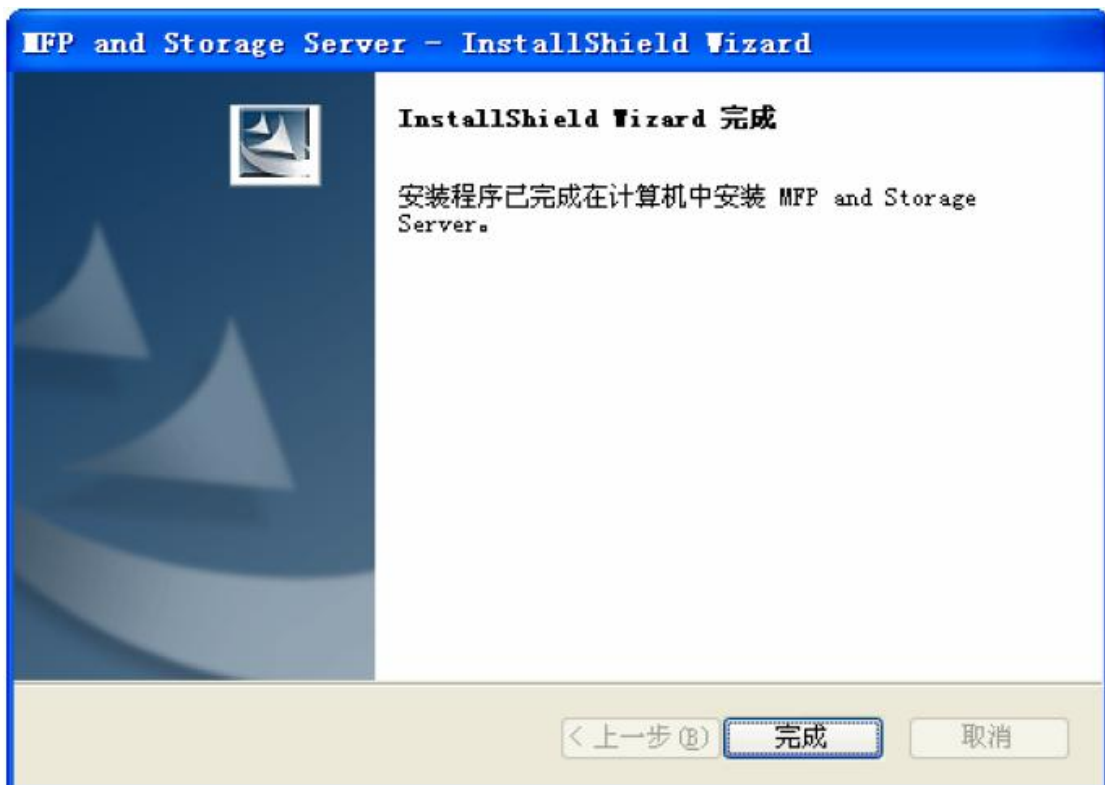 MFP and Storage Server - InstallShield Wizard
InstallShield Wizard 完成
安装程序已完成在计算机中安装 MFP and Storage
Server。
< 上一步(B)
完成
取消